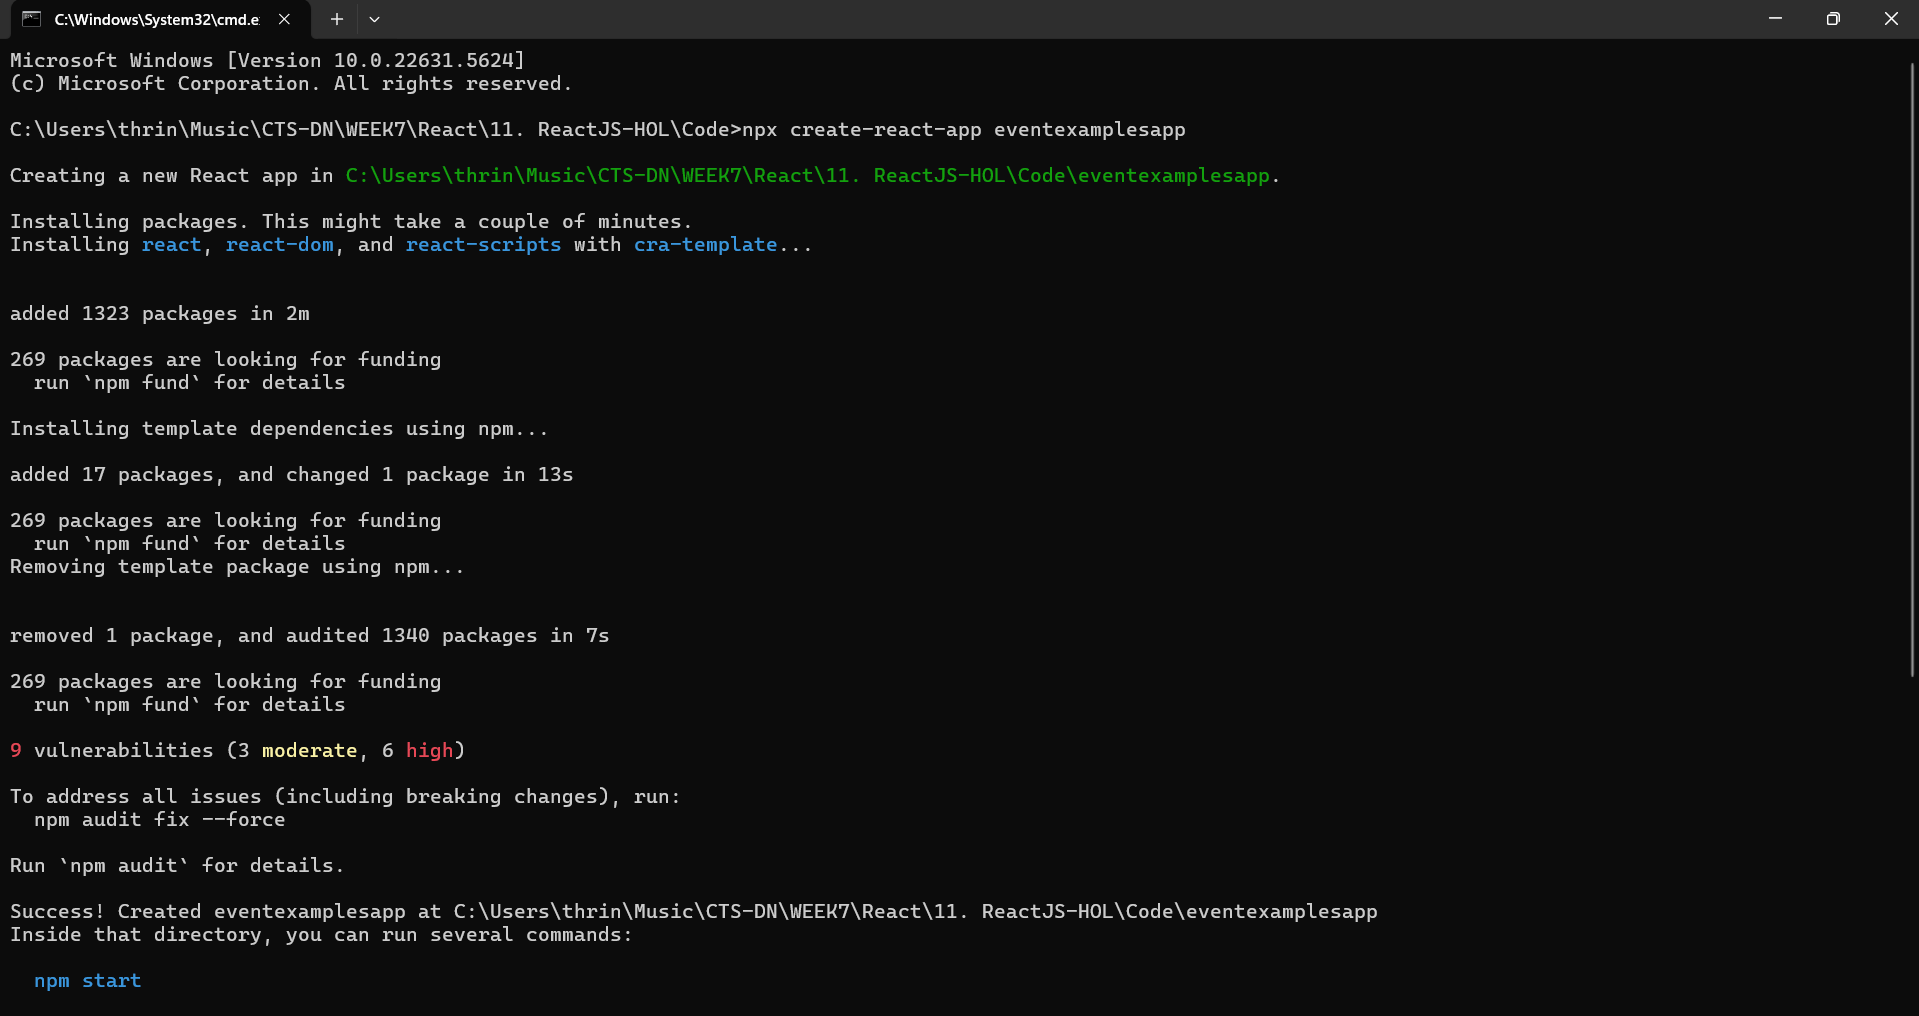 C:\Windows\System32\cmd.e
Microsoft Windows [Version 10.0.22631.5624]
(c) Microsoft Corporation. All rights reserved.
C:\Users\thrin\Music\CTS-DN\WEEK7\React\11. ReactJS-HOL\Code>npx create-react-app eventexamplesapp
Creating a new React app in C:\Users\thrin\Music\CTS-DN\WEEK7\React\11. ReactJS-HOL\Code\eventexamplesapp.
Installing packages. This might take a couple of minutes.
Installing react, react-dom, and react-scripts with cra-template...
added 1323 packages in 2m
269 packages are looking for funding
  run `npm fund` for details
Installing template dependencies using npm...
added 17 packages, and changed 1 package in 13s
269 packages are looking for funding
  run `npm fund` for details
Removing template package using npm...
removed 1 package, and audited 1340 packages in 7s
269 packages are looking for funding
  run `npm fund` for details
9 vulnerabilities (3 moderate, 6 high)
To address all issues (including breaking changes), run:
  npm audit fix --force
Run `npm audit` for details.
Success! Created eventexamplesapp at C:\Users\thrin\Music\CTS-DN\WEEK7\React\11. ReactJS-HOL\Code\eventexamplesapp
Inside that directory, you can run several commands:
  npm start